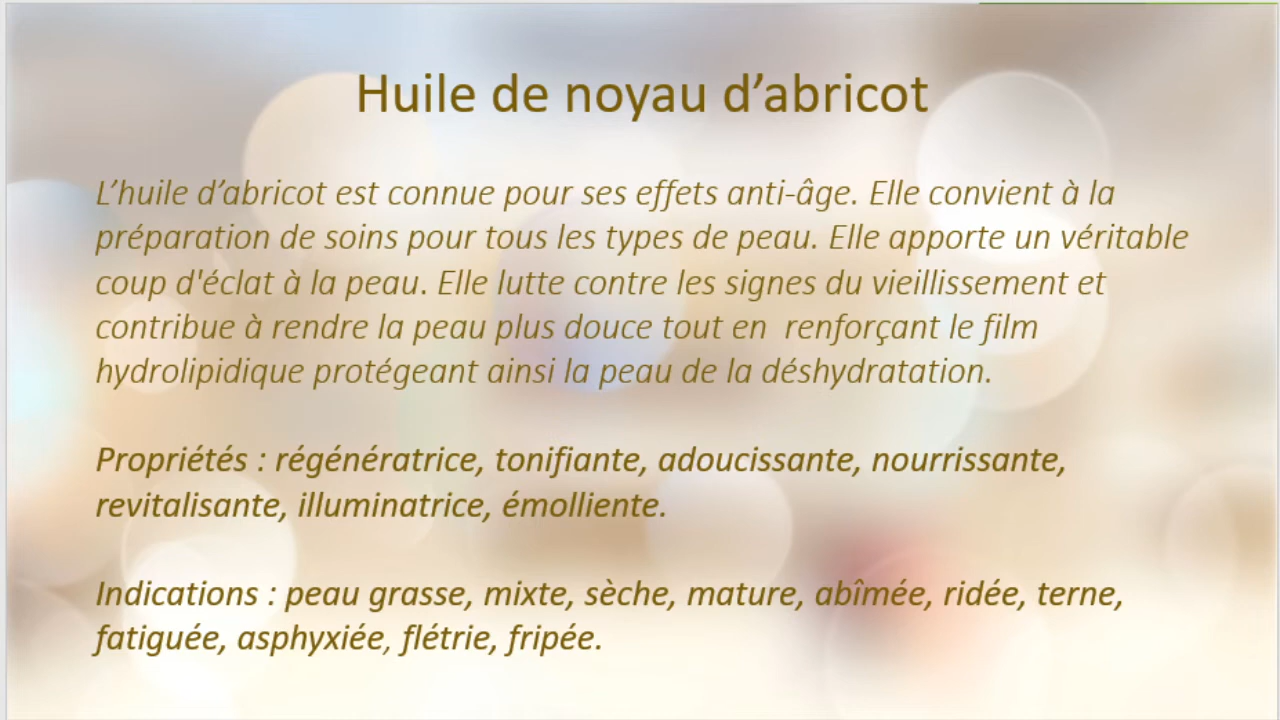 Huile de noyau d’abricot
L’huile d’abricot est connue pour ses effets anti-âge. Elle convient à la
préparation de soins pour tous les types de peau. Elle apporte un véritable
coup d'éclat à la peau. Elle lutte contre les signes du vieillissement et
contribue à rendre la peau plus douce tout en  renforçant le film
hydrolipidique protégeant ainsi la peau de la déshydratation.
Propriétés : régénératrice, tonifiante, adoucissante, nourrissante,
revitalisante, illuminatrice, émolliente.
Indications : peau grasse, mixte, sèche, mature, abîmée, ridée, terne,
fatiguée, asphyxiée, flétrie, fripée.